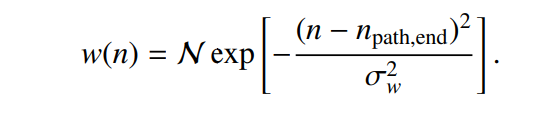 w(n) = 𝒩 exp[−(n − n_path,end)²/σ_w²].